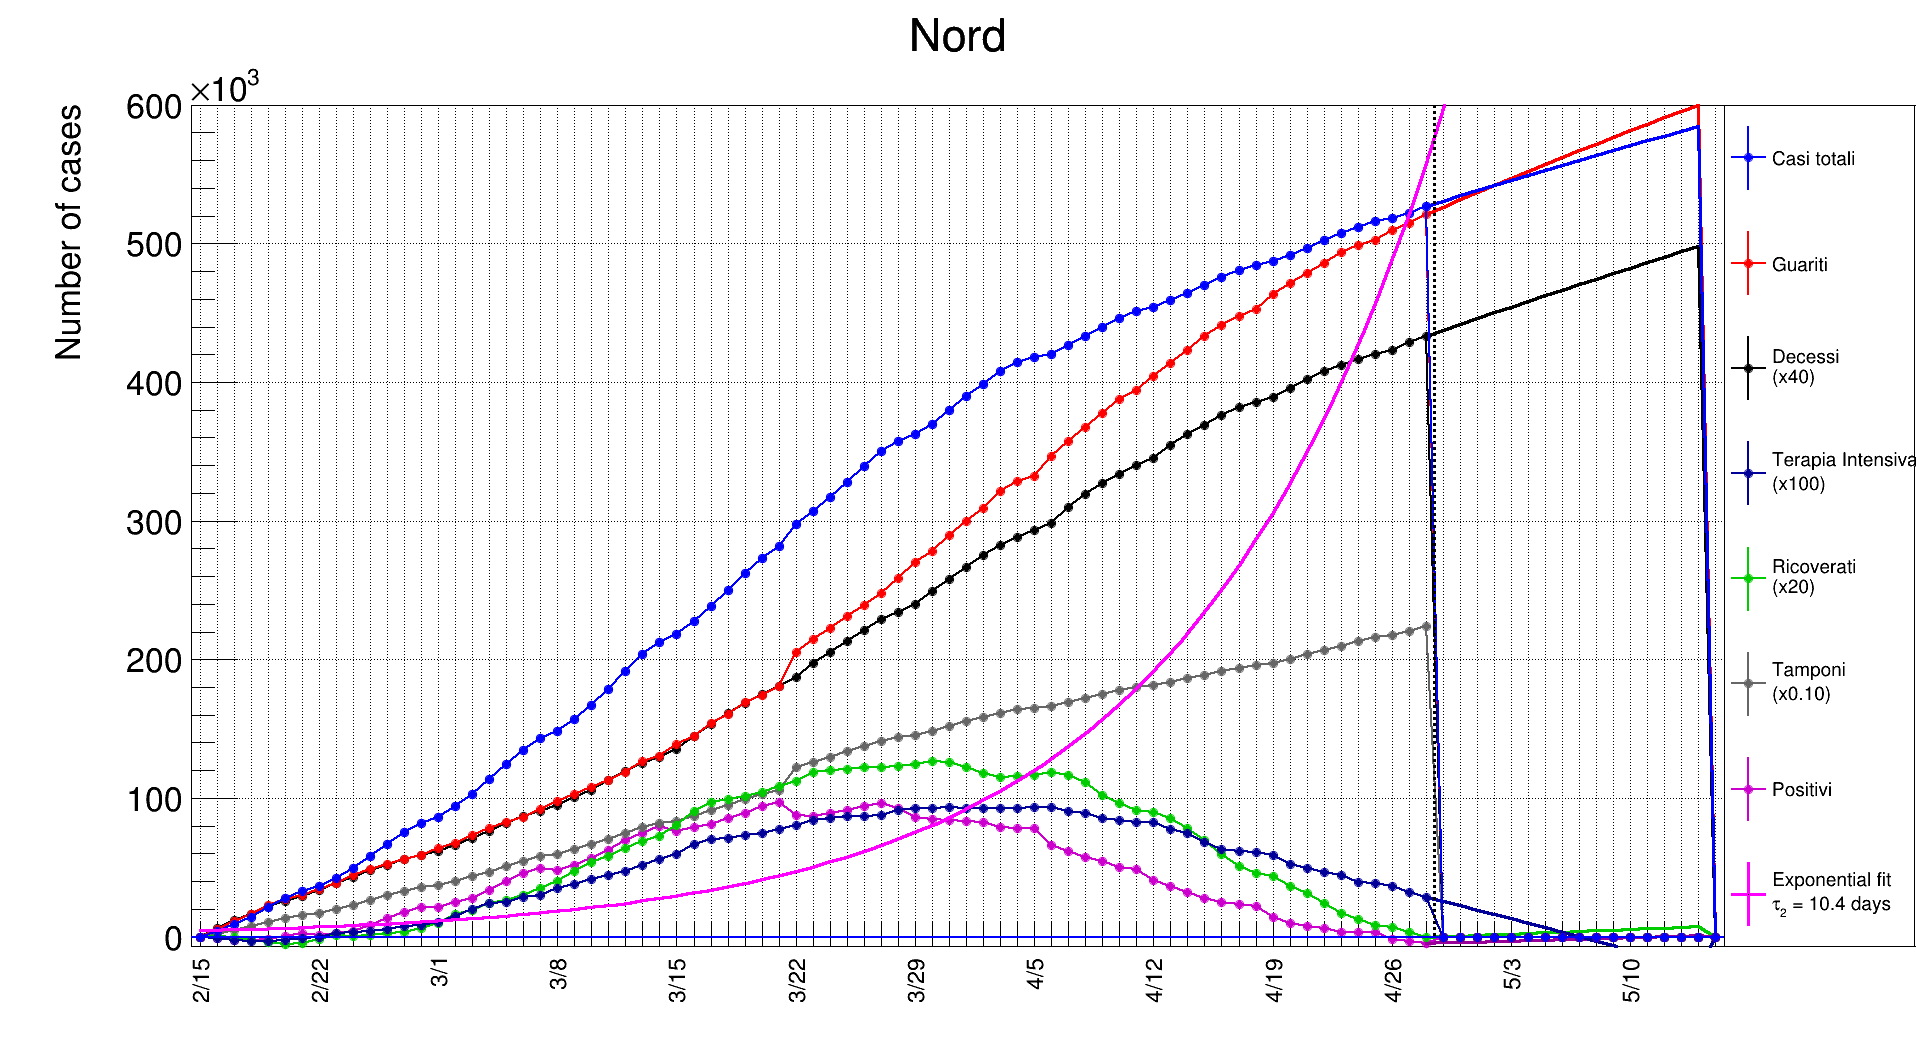 Nord
×10³
Number of cases
600
500
400
300
200
100
0
2/15
2/22
3/1
3/8
3/15
3/22
3/29
4/5
4/12
4/19
4/26
5/3
5/10
Casi totali
Guariti
Decessi
(x40)
Terapia Intensiva
(x100)
Ricoverati
(x20)
Tamponi
(x0.10)
Positivi
Exponential fit
τ₂ = 10.4 days